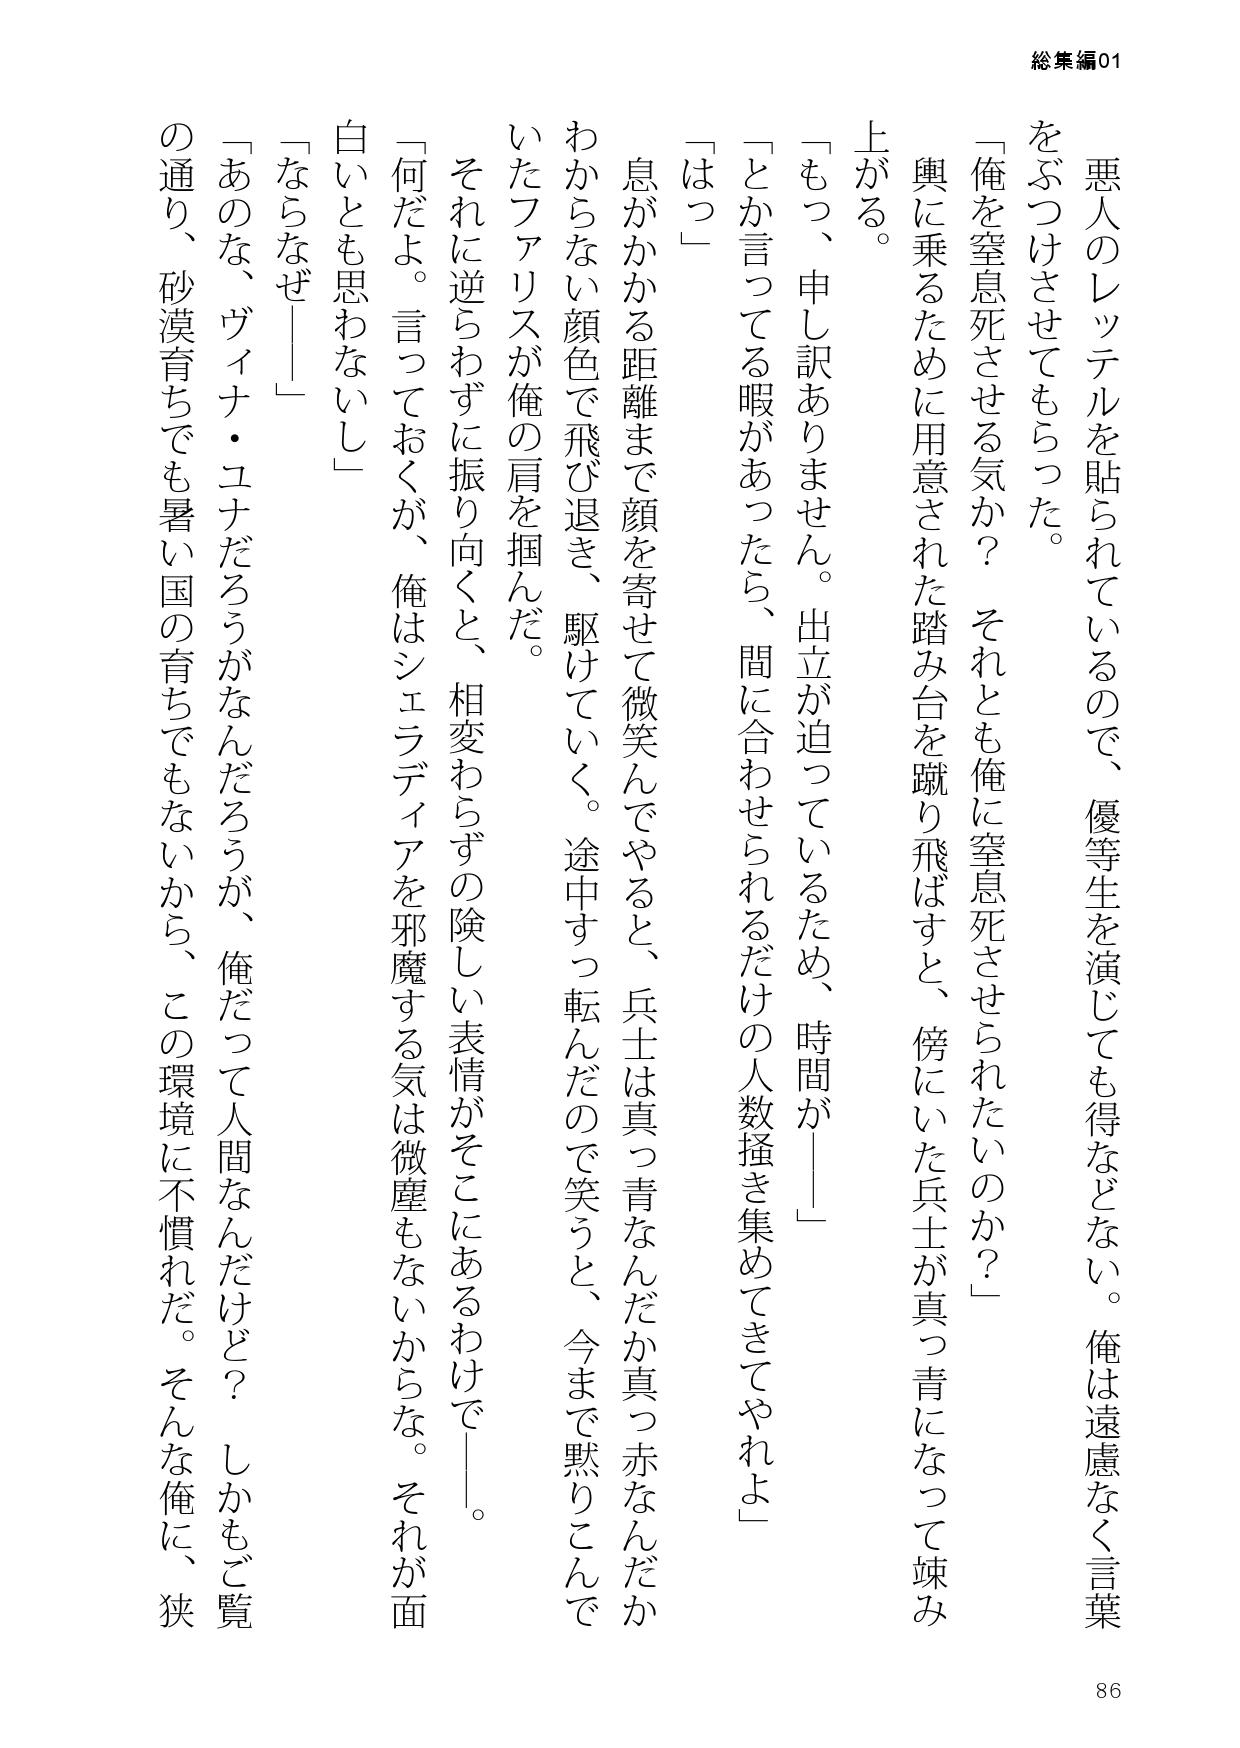 総集編01
　悪人のレッテルを貼られているので、優等生を演じても得などない。俺は遠慮なく言葉
をぶつけさせてもらった。
「俺を窒息死させる気か？　それとも俺に窒息死させられたいのか？」
　輿に乗るために用意された踏み台を蹴り飛ばすと、傍にいた兵士が真っ青になって竦み
上がる。
「もっ、申し訳ありません。出立が迫っているため、時間が――」
「とか言ってる暇があったら、間に合わせられるだけの人数掻き集めてきてやれよ」
「はっ」
　息がかかる距離まで顔を寄せて微笑んでやると、兵士は真っ青なんだか真っ赤なんだか
わからない顔色で飛び退き、駆けていく。途中すっ転んだので笑うと、今まで黙りこんで
いたファリスが俺の肩を掴んだ。
　それに逆らわずに振り向くと、相変わらずの険しい表情がそこにあるわけで――。
「何だよ。言っておくが、俺はシェラディアを邪魔する気は微塵もないからな。それが面
白いとも思わないし」
「ならなぜ――」
「あのな、ヴィナ・ユナだろうがなんだろうが、俺だって人間なんだけど？　しかもご覧
の通り、砂漠育ちでも暑い国の育ちでもないから、この環境に不慣れだ。そんな俺に、狭
86